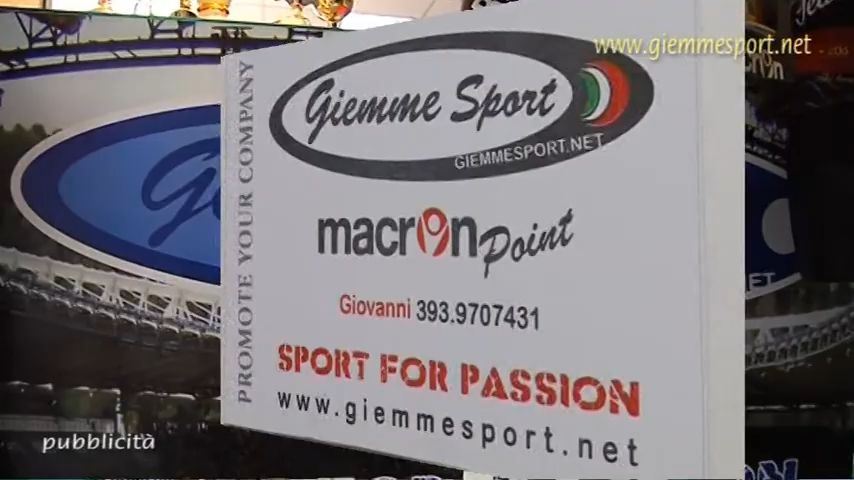 www.giemmesport.net
Giemme Sport
GIEMMESPORT.NET
PROMOTE YOUR COMPANY
macron Point
Giovanni 393.9707431
SPORT FOR PASSION
www.giemmesport.net
pubblicità